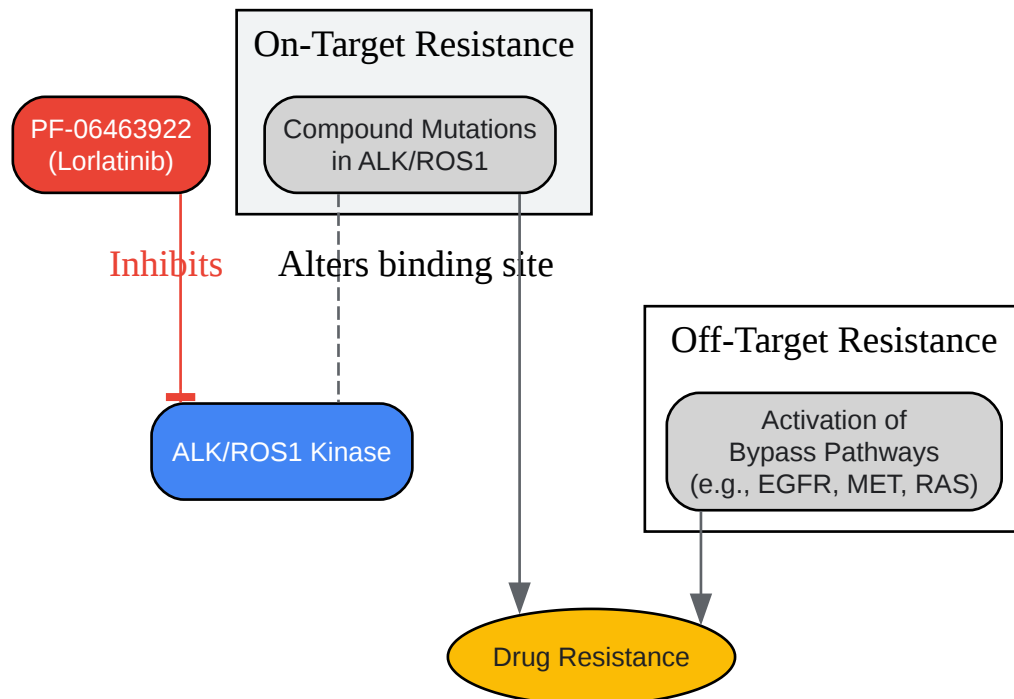 On-Target Resistance
PF-06463922
(Lorlatinib)
Compound Mutations
in ALK/ROS1
Inhibits
Alters binding site
Off-Target Resistance
Activation of
Bypass Pathways
(e.g., EGFR, MET, RAS)
ALK/ROS1 Kinase
Drug Resistance